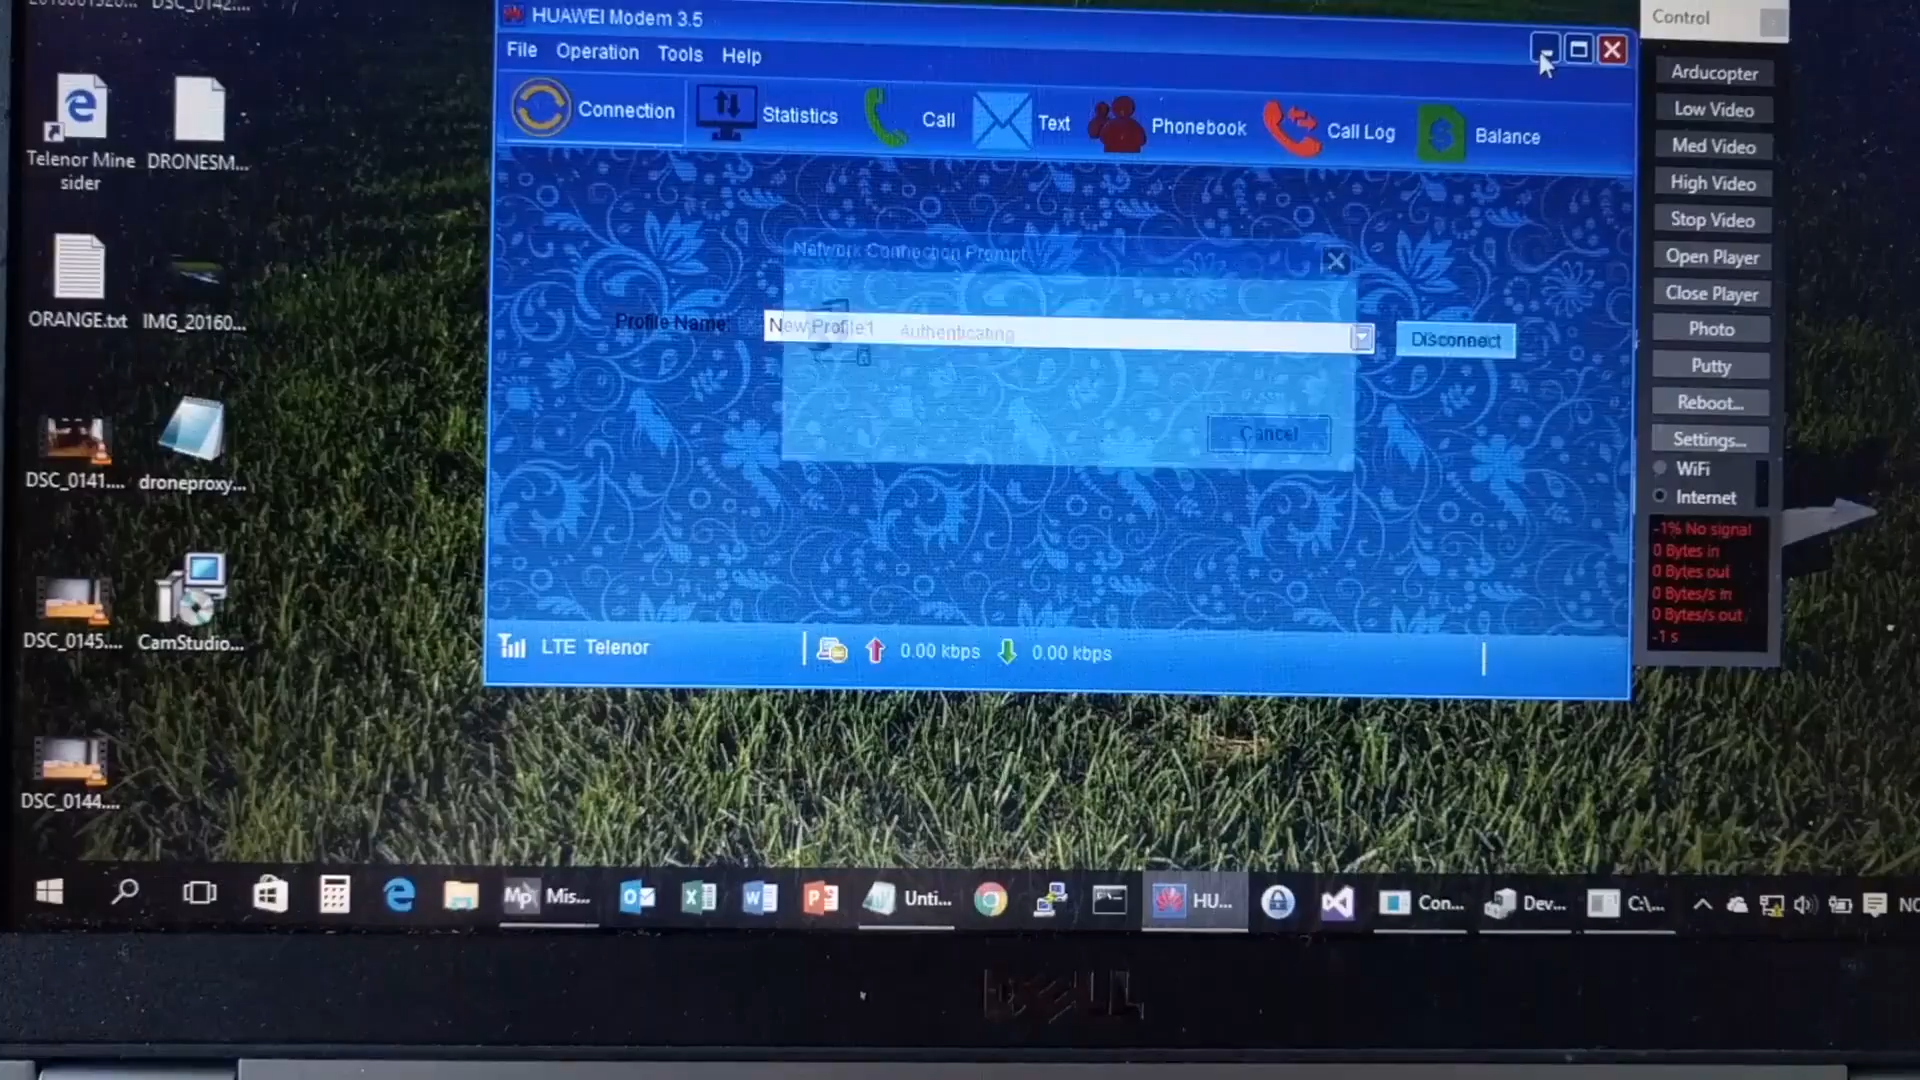 DSC_0142....
HUAWEI Modem 3.5
File Operation Tools Help
Connection Statistics Call Text Phonebook Call Log Balance
Network Connection Prompt
Profile Name:
New Profile1
Authenticating
Disconnect
Cancel
LTE Telenor
0.00 kbps
0.00 kbps
Telenor Mine
sider
DRONESM...
ORANGE.txt
IMG_20160...
DSC_0141....
droneproxy...
DSC_0145....
CamStudio...
DSC_0144....
Control
Arducopter
Low Video
Med Video
High Video
Stop Video
Open Player
Close Player
Photo
Putty
Reboot...
Settings...
WiFi
Internet
-1% No signal
0 Bytes in
0 Bytes out
0 Bytes/s in
0 Bytes/s out
-1 s
Mp Mis...
Unti...
HU...
Con...
Dev...
C:\...
DELL